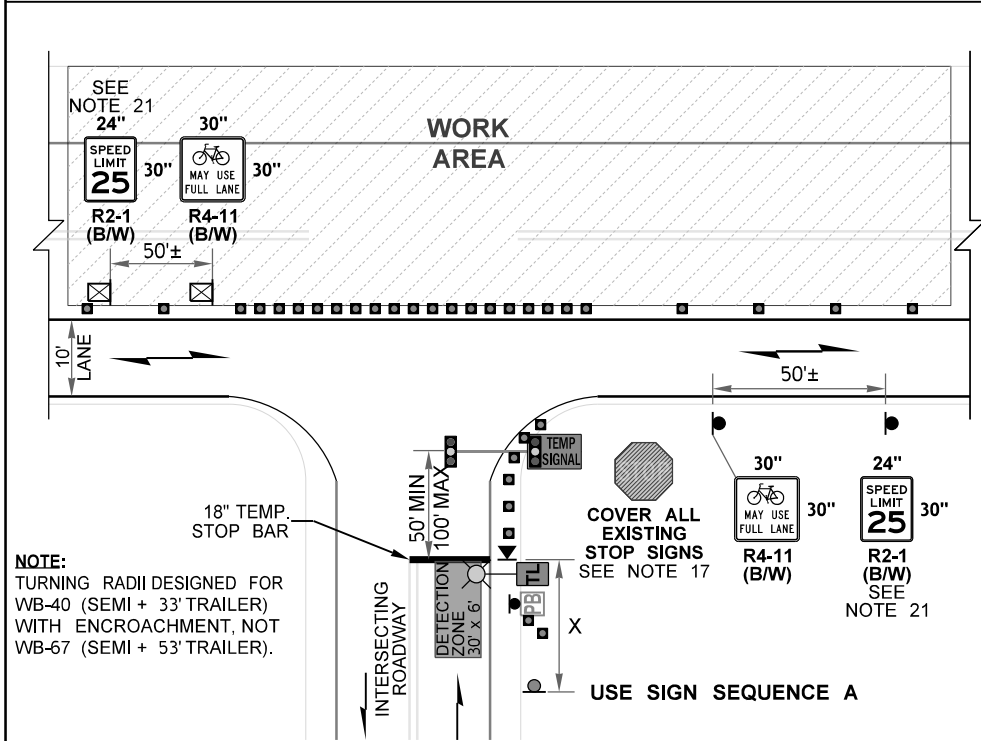 SEE
NOTE 21
24"
SPEED
LIMIT
25
30"
R2-1
(B/W)
30"
MAY USE
FULL LANE
30"
R4-11
(B/W)
50'±
WORK
AREA
10'
LANE
50'±
TEMP
SIGNAL
50' MIN
100' MAX
18" TEMP.
STOP BAR
STOP
COVER ALL
EXISTING
STOP SIGNS
SEE NOTE 17
30"
MAY USE
FULL LANE
30"
R4-11
(B/W)
24"
SPEED
LIMIT
25
30"
R2-1
(B/W)
SEE
NOTE 21
NOTE:
TURNING RADII DESIGNED FOR
WB-40 (SEMI + 33' TRAILER)
WITH ENCROACHMENT, NOT
WB-67 (SEMI + 53' TRAILER).
INTERSECTING
ROADWAY
DETECTION
ZONE
30' x 6'
TL
PB
X
USE SIGN SEQUENCE A